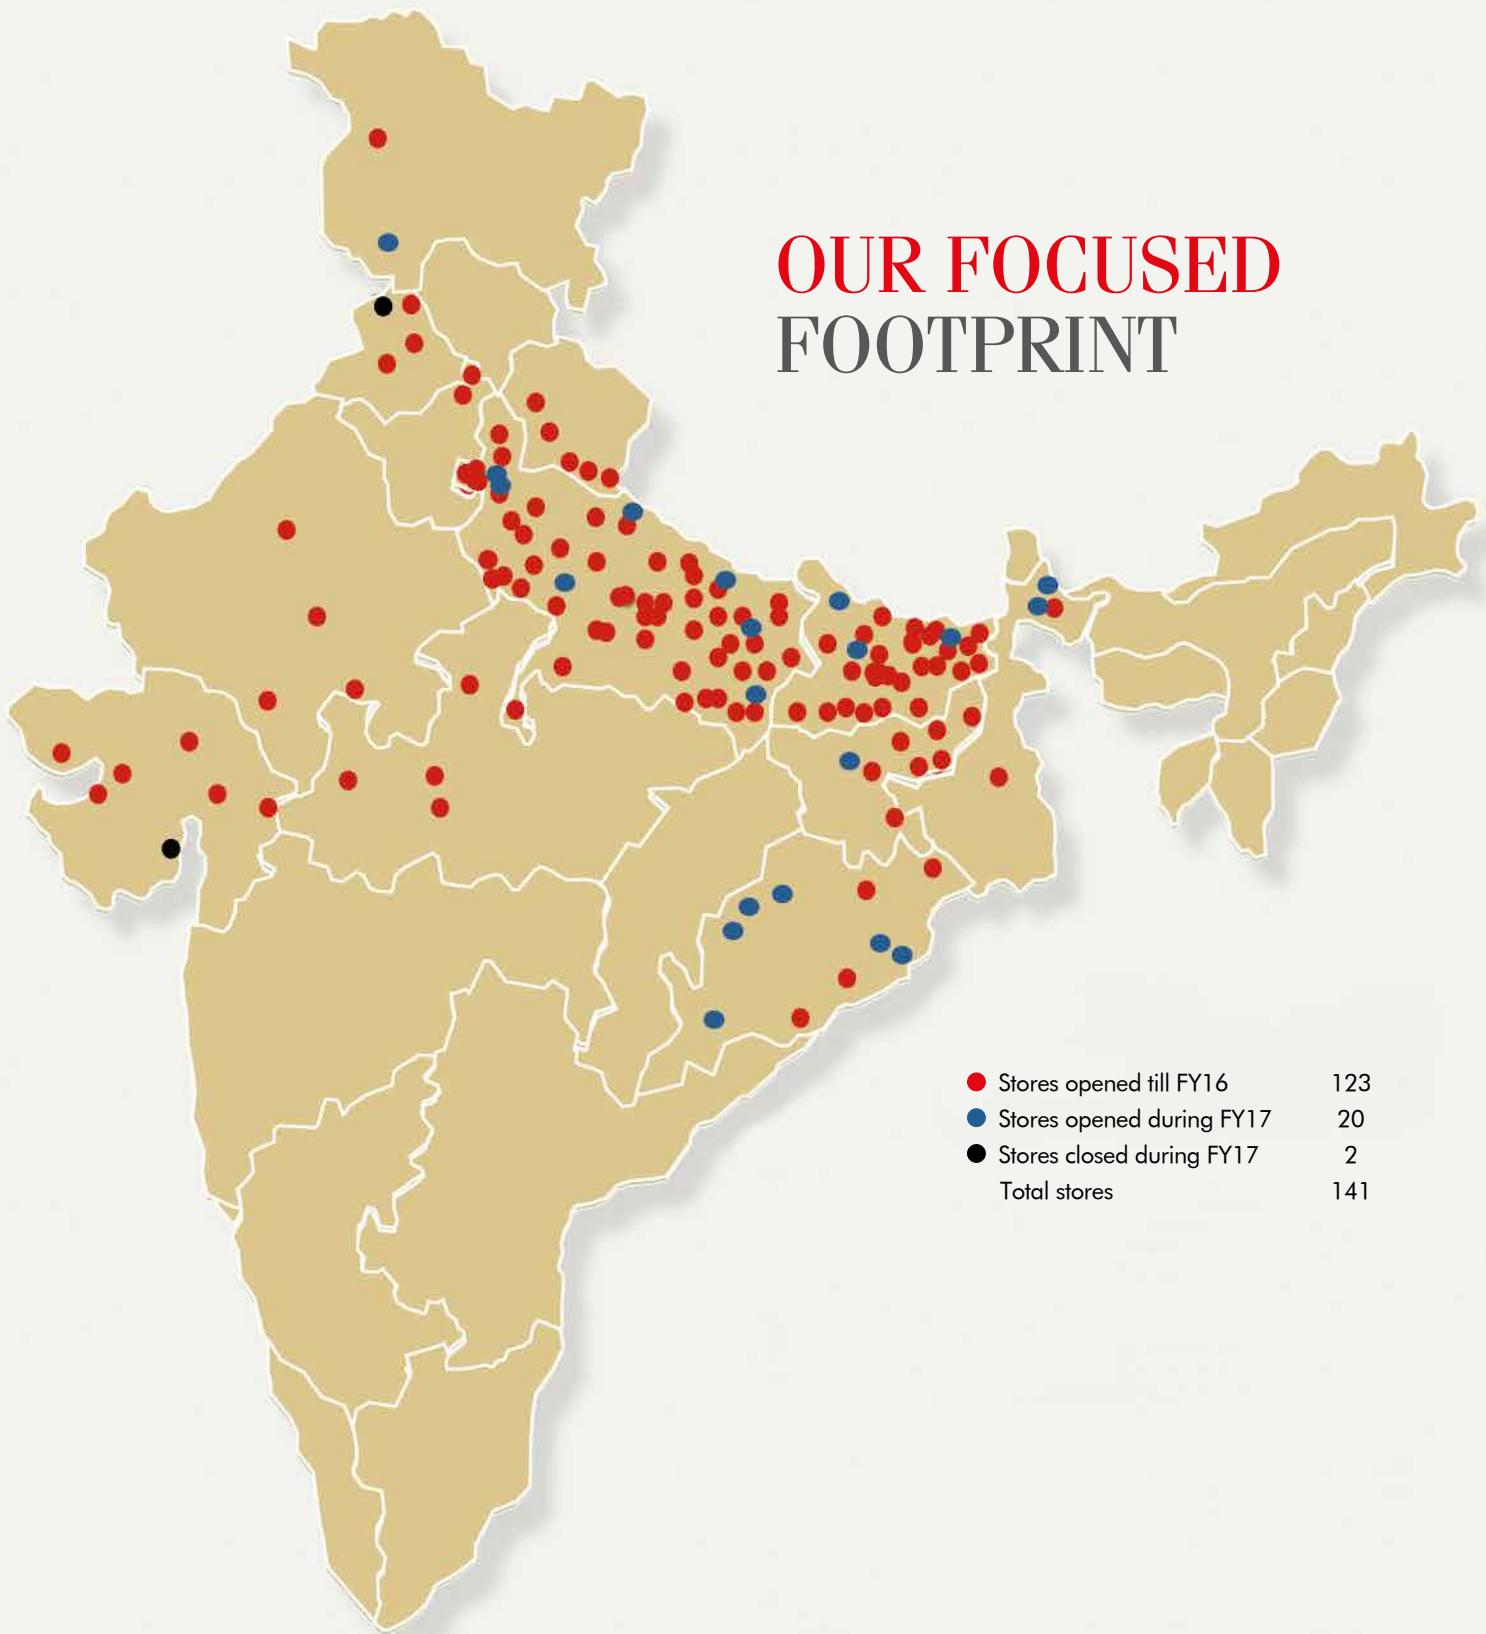 OUR FOCUSED
FOOTPRINT
Stores opened till FY16 123
Stores opened during FY17 20
Stores closed during FY17 2
Total stores 141